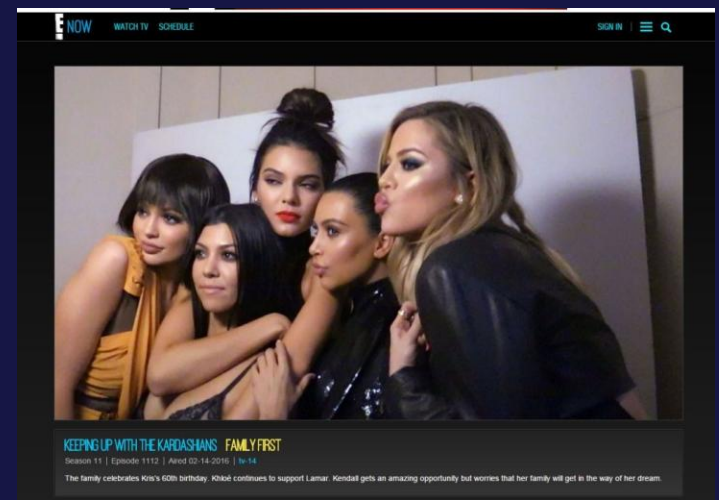 E NOW WATCH TV SCHEDULE SIGN IN
KEEPING UP WITH THE KARDASHIANS FAMILY FIRST
Season 11 | Episode 1112 | Aired 02-14-2016 | tv-14
The family celebrates Kris's 60th birthday. Khloé continues to support Lamar. Kendall gets an amazing opportunity but worries that her family will get in the way of her dream.